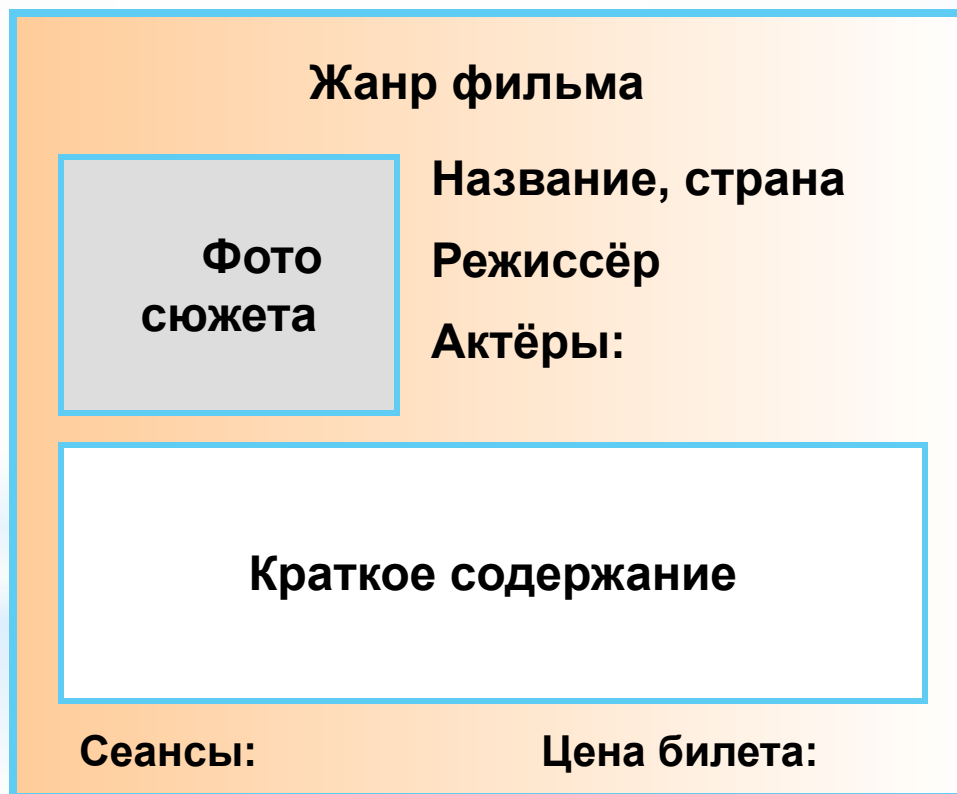 Жанр фильма
Фото
сюжета
Название, страна
Режиссёр
Актёры:
Краткое содержание
Сеансы:
Цена билета: